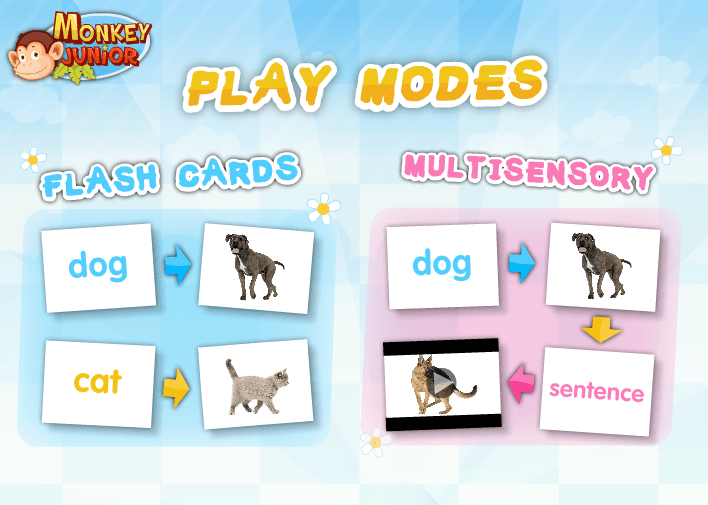 MONKEY
JUNIOR
PLAY MODES
FLASH CARDS
MULTISENSORY
dog
dog
cat
sentence